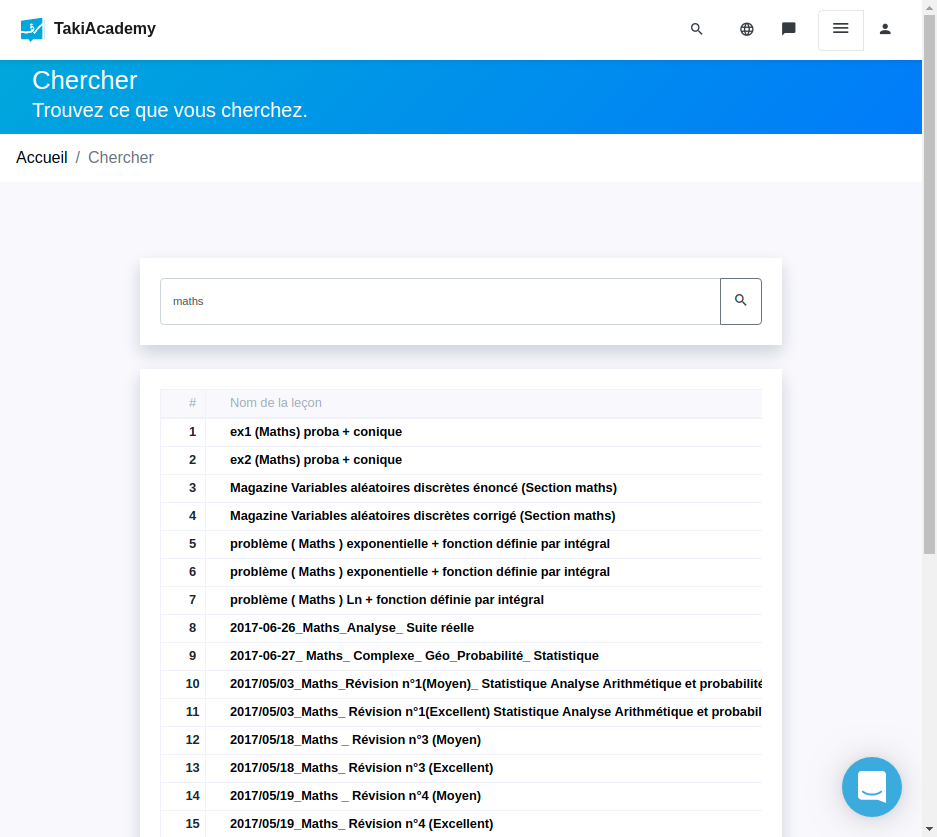 TakiAcademy
Chercher
Trouvez ce que vous cherchez.
Accueil / Chercher
maths
# Nom de la leçon
1 ex1 (Maths) proba + conique
2 ex2 (Maths) proba + conique
3 Magazine Variables aléatoires discrètes énoncé (Section maths)
4 Magazine Variables aléatoires discrètes corrigé (Section maths)
5 problème ( Maths ) exponentielle + fonction définie par intégral
6 problème ( Maths ) exponentielle + fonction définie par intégral
7 problème ( Maths ) Ln + fonction définie par intégral
8 2017-06-26_Maths_Analyse_ Suite réelle
9 2017-06-27_ Maths_ Complexe_ Géo_Probabilité_ Statistique
10 2017/05/03_Maths_Révision n°1(Moyen)_ Statistique Analyse Arithmétique et probabilité
11 2017/05/03_Maths_ Révision n°1(Excellent) Statistique Analyse Arithmétique et probabil
12 2017/05/18_Maths _ Révision n°3 (Moyen)
13 2017/05/18_Maths_ Révision n°3 (Excellent)
14 2017/05/19_Maths _ Révision n°4 (Moyen)
15 2017/05/19_Maths_ Révision n°4 (Excellent)